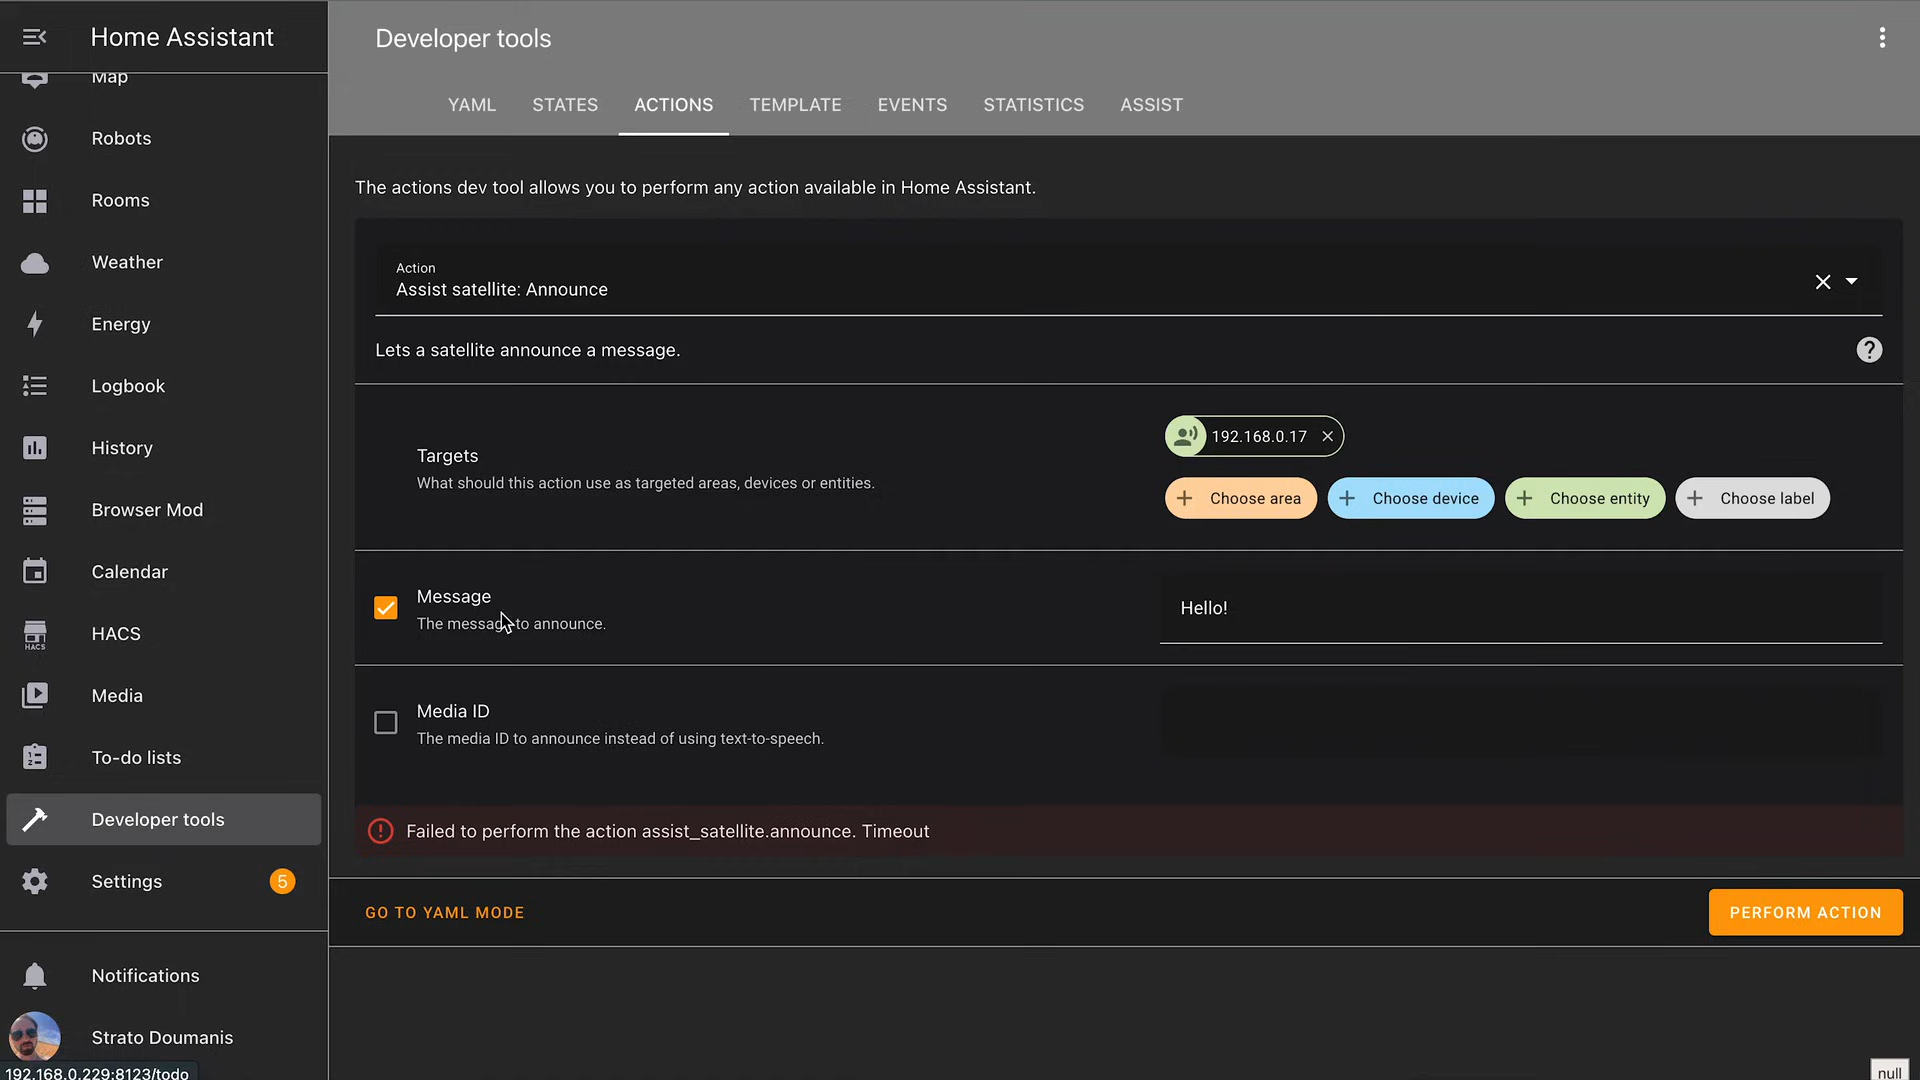 Home Assistant
Map
Robots
Rooms
Weather
Energy
Logbook
History
Browser Mod
Calendar
HACS
HACS
Media
To-do lists
Developer tools
Settings
5
Notifications
Strato Doumanis
192.168.0.229:8123/todo
Developer tools
YAML STATES ACTIONS TEMPLATE EVENTS STATISTICS ASSIST
The actions dev tool allows you to perform any action available in Home Assistant.
Action
Assist satellite: Announce
Lets a satellite announce a message.
Targets
What should this action use as targeted areas, devices or entities.
192.168.0.17
Choose area
Choose device
Choose entity
Choose label
Message
The message to announce.
Hello!
Media ID
The media ID to announce instead of using text-to-speech.
Failed to perform the action assist_satellite.announce. Timeout
GO TO YAML MODE
PERFORM ACTION
null